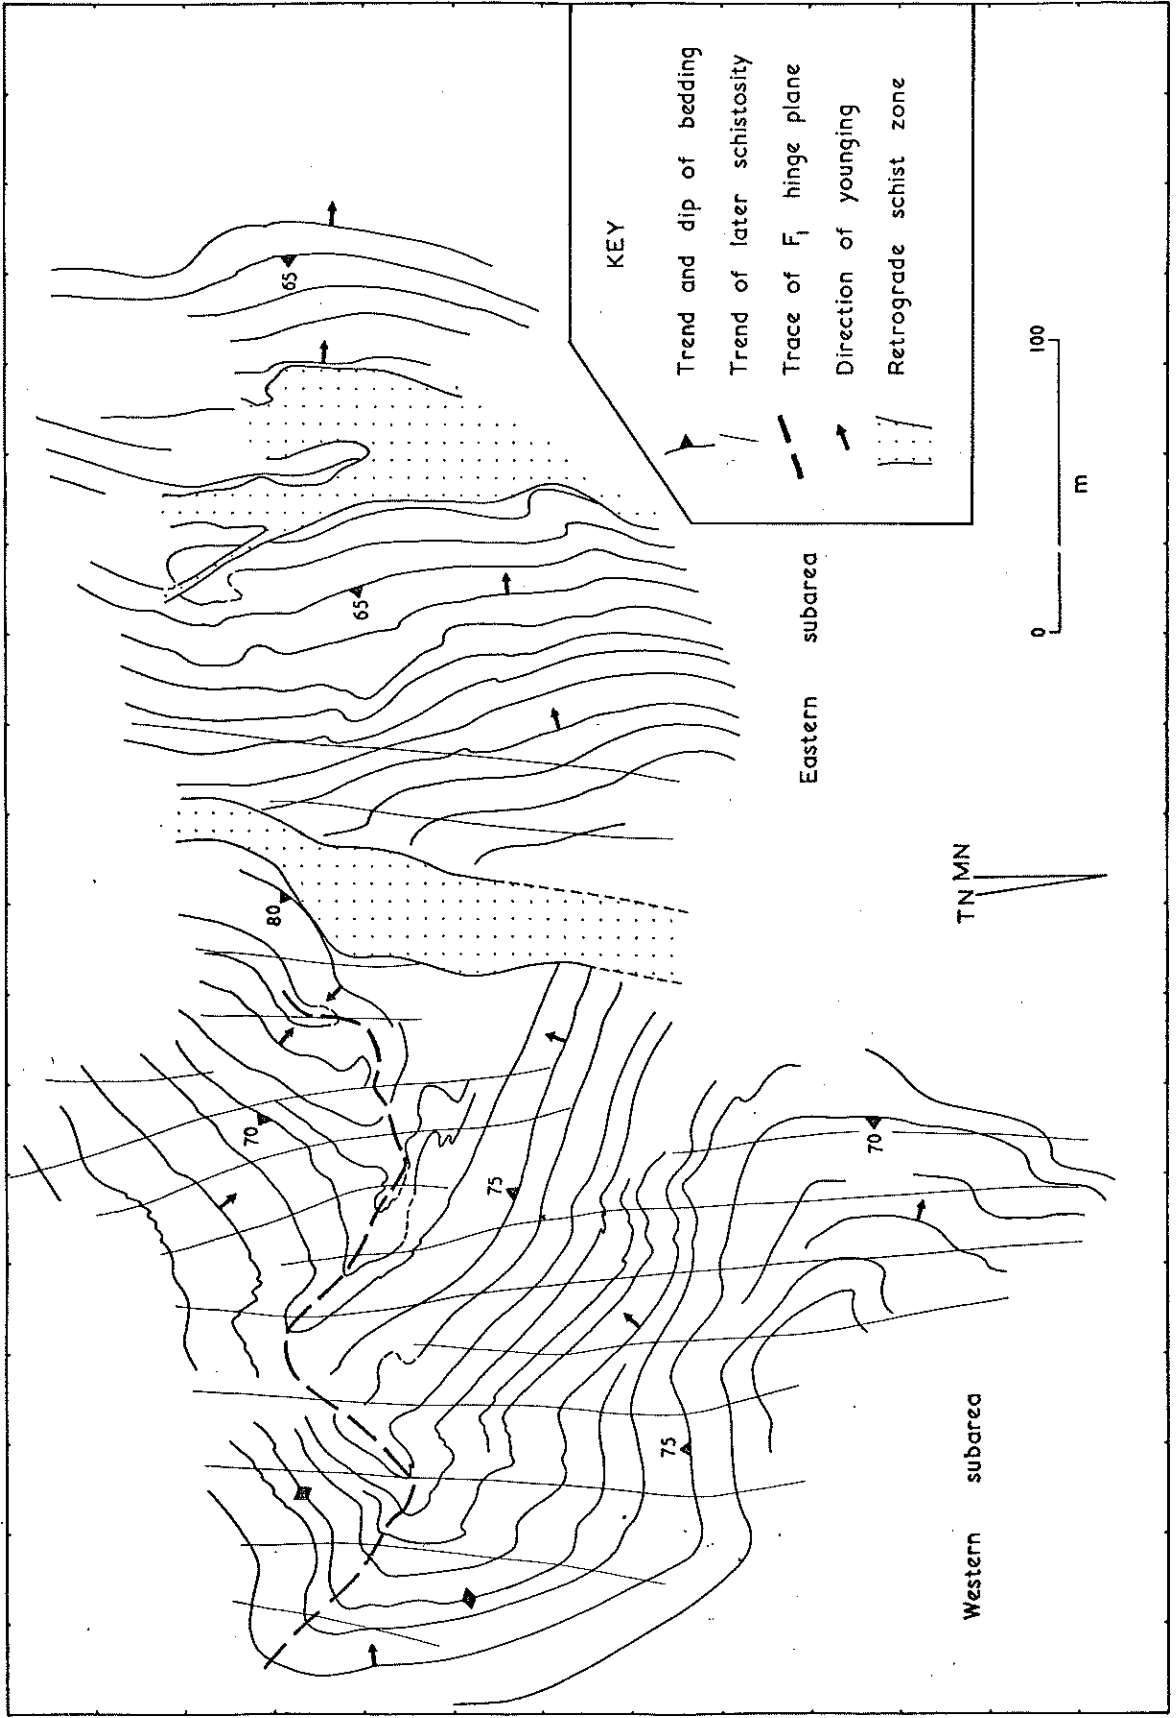 KEY
Trend and dip of bedding
Trend of later schistosity
Trace of F₁ hinge plane
Direction of younging
Retrograde schist zone
0 100
m
65
65
80
70
75
75
70
Eastern subarea
Western subarea
TN MN